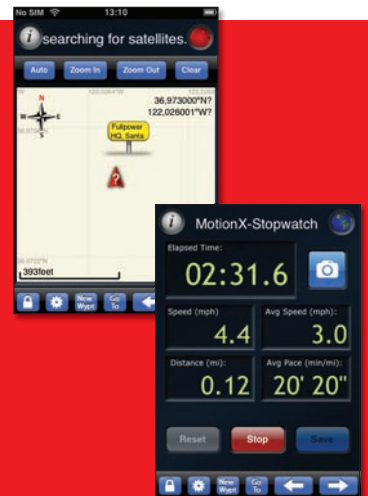 No SIM 13:10
i searching for satellites.
Auto Zoom In Zoom Out Clear
36,973000°N?
122,026001°W?
N
W E
S
Fullpower
HQ, Santa
?
393feet
New Wypt Go To
i MotionX-Stopwatch
Elapsed Time:
02:31.6
Speed (mph) Avg Speed (mph):
4.4 3.0
Distance (mi): Avg Pace (min/mi):
0.12 20' 20"
Reset Stop Save
New Wypt Go To